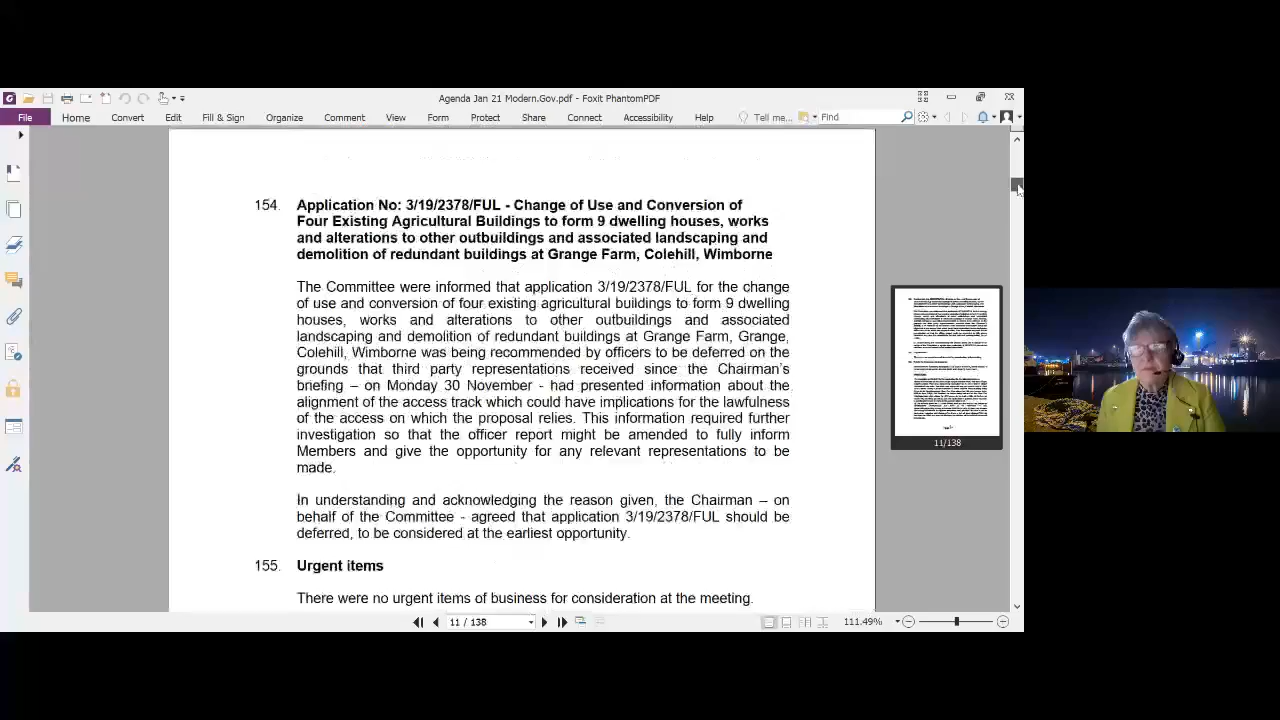 Agenda Jan 21 Modern.Gov.pdf - Foxit PhantomPDF
File Home Convert Edit Fill & Sign Organize Comment View Form Protect Share Connect Accessibility Help Tell me... Find
154. Application No: 3/19/2378/FUL - Change of Use and Conversion of
Four Existing Agricultural Buildings to form 9 dwelling houses, works
and alterations to other outbuildings and associated landscaping and
demolition of redundant buildings at Grange Farm, Colehill, Wimborne
The Committee were informed that application 3/19/2378/FUL for the change
of use and conversion of four existing agricultural buildings to form 9 dwelling
houses, works and alterations to other outbuildings and associated
landscaping and demolition of redundant buildings at Grange Farm, Grange,
Colehill, Wimborne was being recommended by officers to be deferred on the
grounds that third party representations received since the Chairman's
briefing – on Monday 30 November - had presented information about the
alignment of the access track which could have implications for the lawfulness
of the access on which the proposal relies. This information required further
investigation so that the officer report might be amended to fully inform
Members and give the opportunity for any relevant representations to be
made.
In understanding and acknowledging the reason given, the Chairman – on
behalf of the Committee - agreed that application 3/19/2378/FUL should be
deferred, to be considered at the earliest opportunity.
155. Urgent items
There were no urgent items of business for consideration at the meeting.
11/138
11 / 138
111.49%